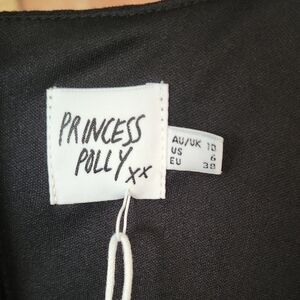 PRINCESS
POLLY xx
AU/UK 10
US 6
EU 38